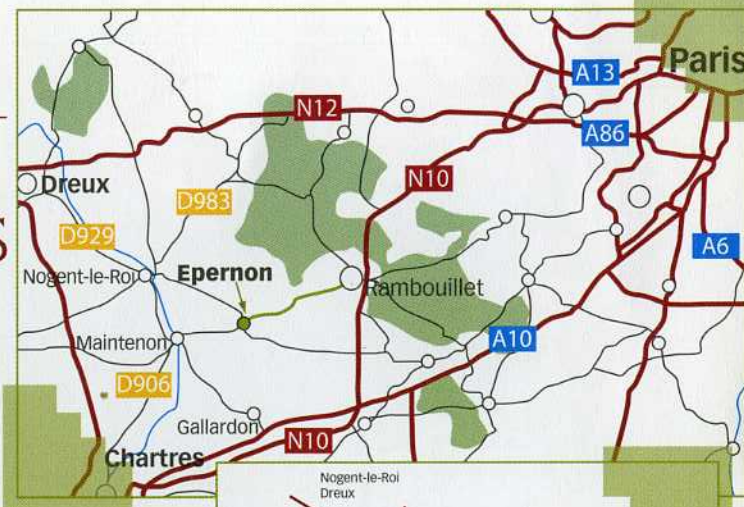 Paris
A13
N12
A86
Dreux
D983
N10
D929
S
A6
Nogent-le-Roi
Epernon
Rambouillet
Maintenon
A10
D906
Gallardon
N10
Chartres
Nogent-le-Roi
Dreux